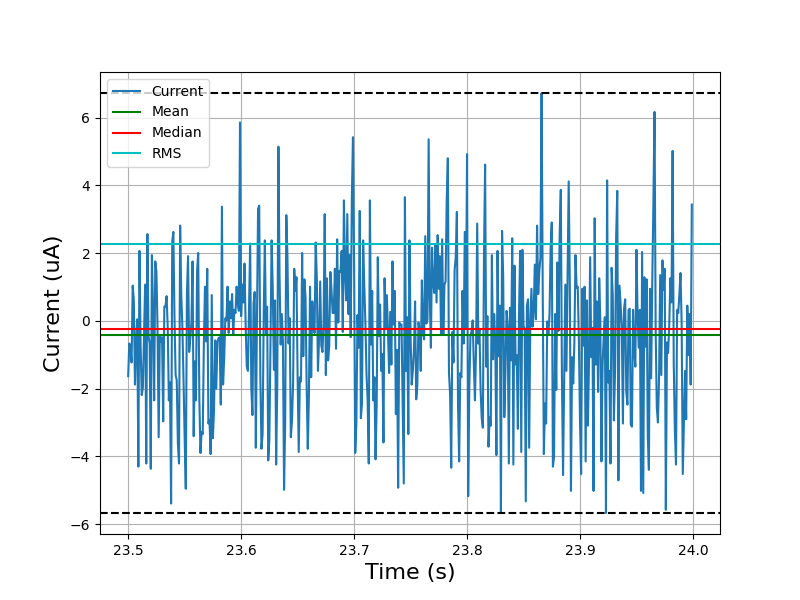 Current
Mean
Median
RMS
6
4
2
0
−2
−4
−6
Current (uA)
23.5 23.6 23.7 23.8 23.9 24.0
Time (s)